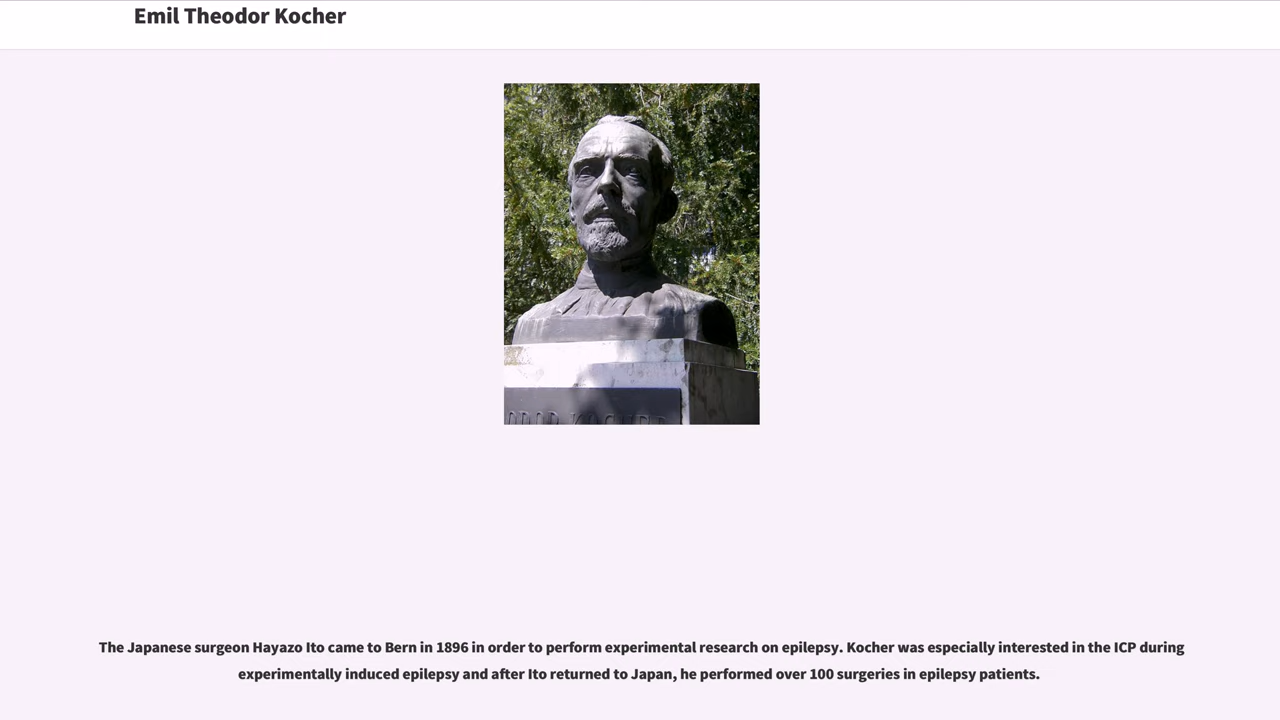 Emil Theodor Kocher
KOCHER
The Japanese surgeon Hayazo Ito came to Bern in 1896 in order to perform experimental research on epilepsy. Kocher was especially interested in the ICP during
experimentally induced epilepsy and after Ito returned to Japan, he performed over 100 surgeries in epilepsy patients.